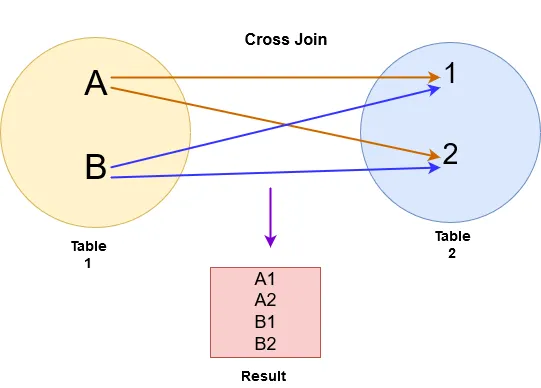 Cross Join
A
1
B
2
Table
1
Table
2
A1
A2
B1
B2
Result